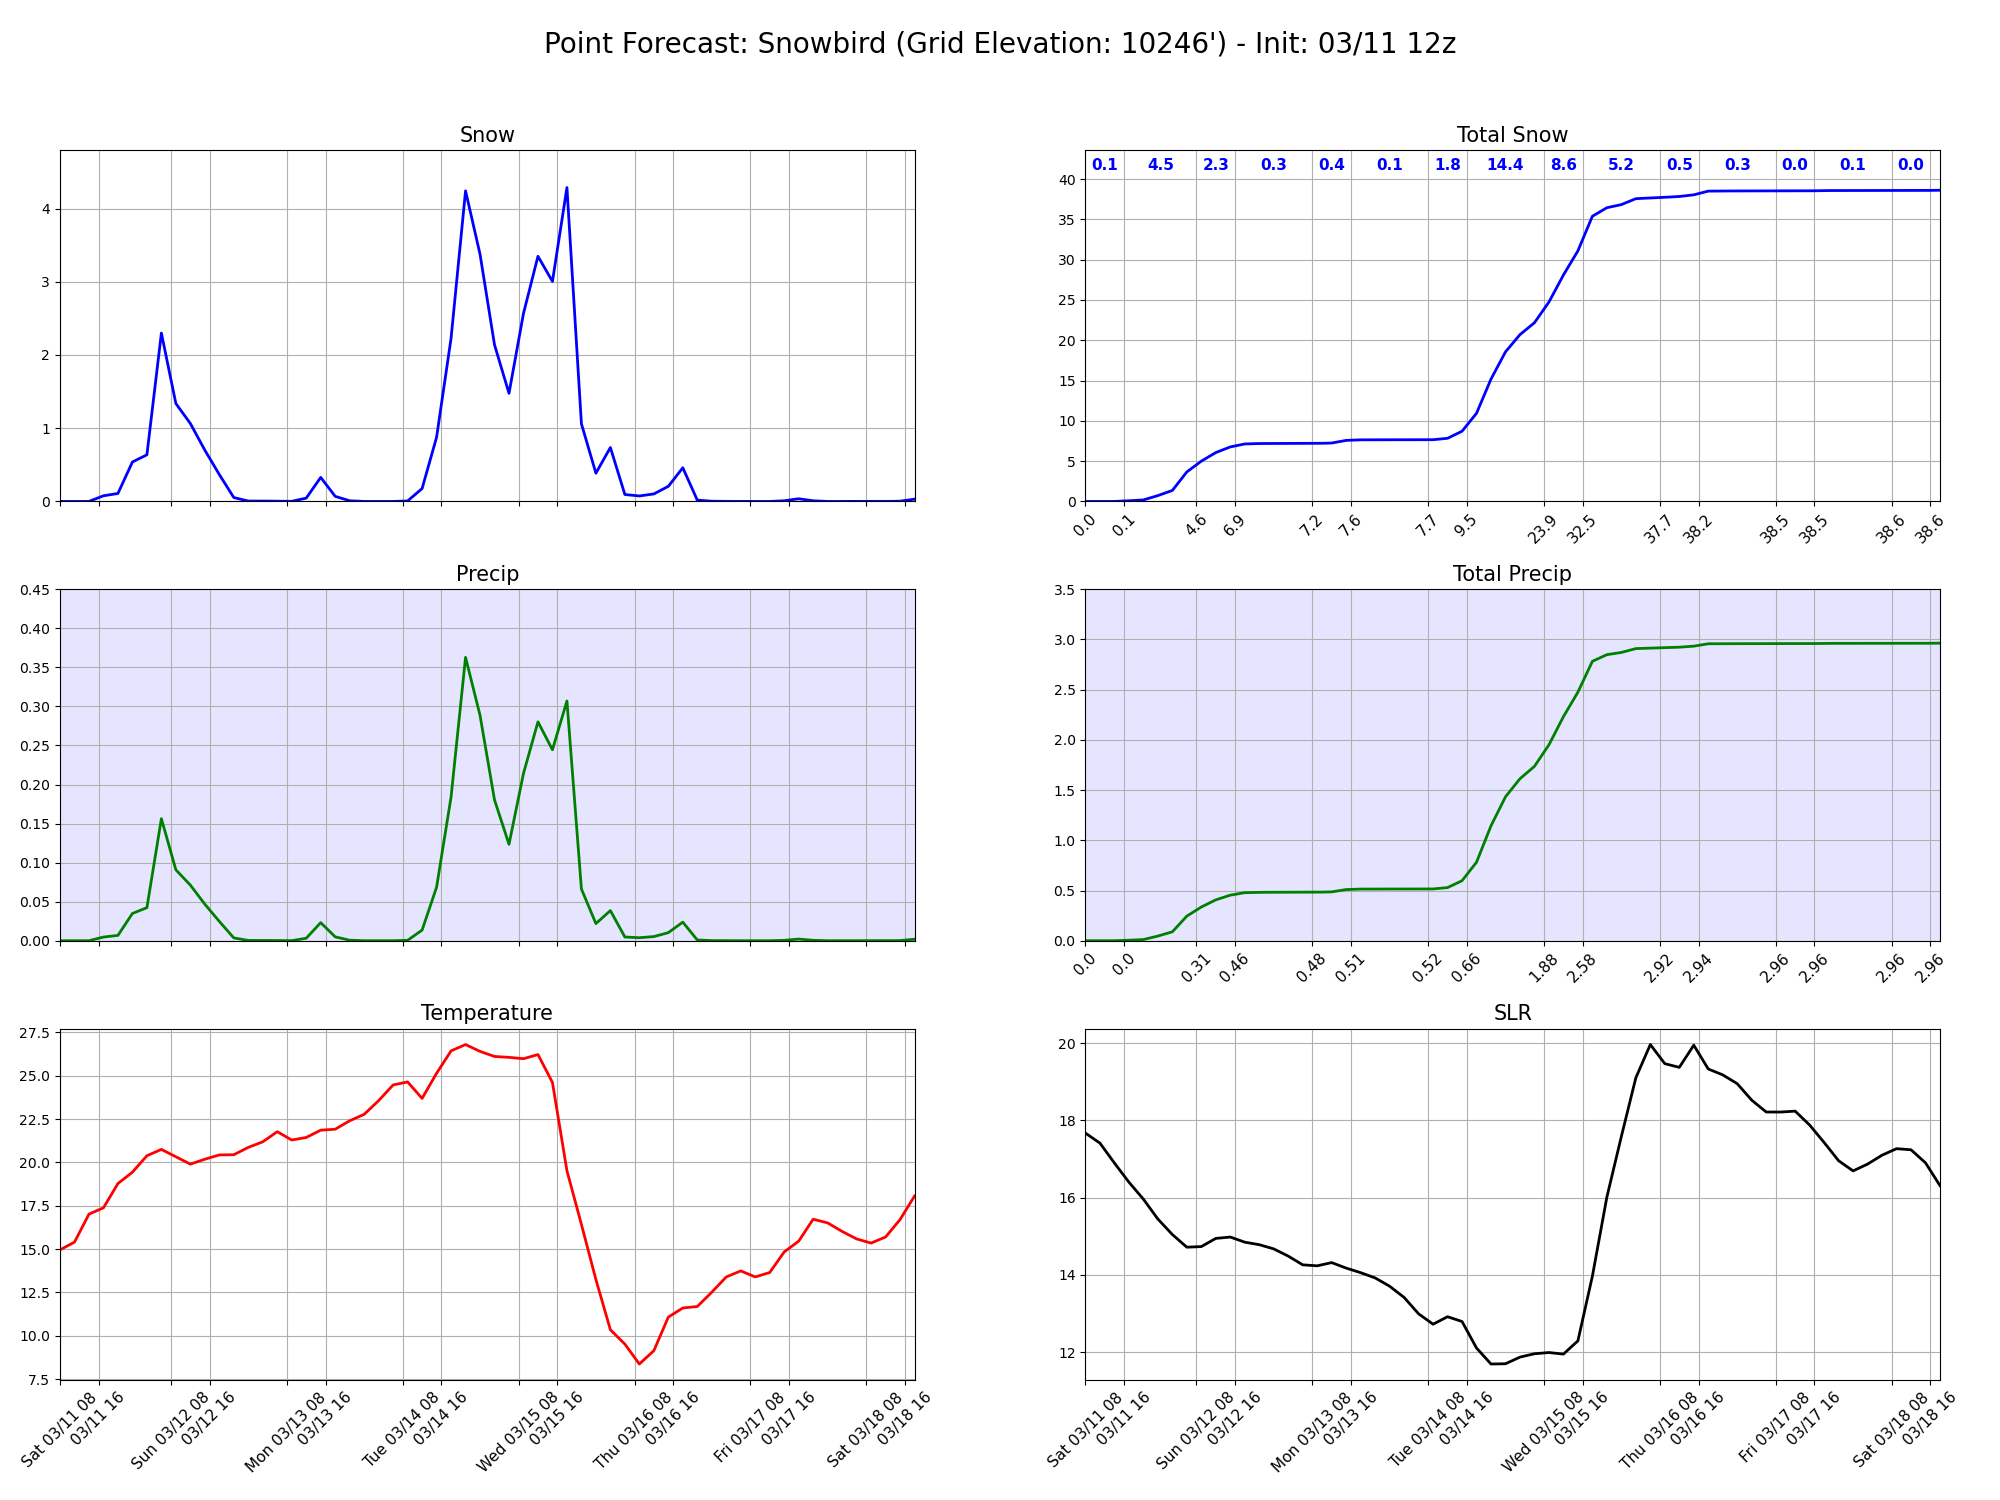 Point Forecast: Snowbird (Grid Elevation: 10246') - Init: 03/11 12z
Snow
4
3
2
1
0
Total Snow
0.1 4.5 2.3 0.3 0.4 0.1 1.8 14.4 8.6 5.2 0.5 0.3 0.0 0.1 0.0
40
35
30
25
20
15
10
5
0
0.0 0.1 4.6 6.9 7.2 7.6 7.7 9.5 23.9 32.5 37.7 38.2 38.5 38.5 38.6 38.6
Precip
0.45
0.40
0.35
0.30
0.25
0.20
0.15
0.10
0.05
0.00
Total Precip
3.5
3.0
2.5
2.0
1.5
1.0
0.5
0.0
0.0 0.0 0.31 0.46 0.48 0.51 0.52 0.66 1.88 2.58 2.92 2.94 2.96 2.96 2.96 2.96
Temperature
27.5
25.0
22.5
20.0
17.5
15.0
12.5
10.0
7.5
Sat 03/11 08
03/11 16
Sun 03/12 08
03/12 16
Mon 03/13 08
03/13 16
Tue 03/14 08
03/14 16
Wed 03/15 08
03/15 16
Thu 03/16 08
03/16 16
Fri 03/17 08
03/17 16
Sat 03/18 08
03/18 16
SLR
20
18
16
14
12
Sat 03/11 08
03/11 16
Sun 03/12 08
03/12 16
Mon 03/13 08
03/13 16
Tue 03/14 08
03/14 16
Wed 03/15 08
03/15 16
Thu 03/16 08
03/16 16
Fri 03/17 08
03/17 16
Sat 03/18 08
03/18 16